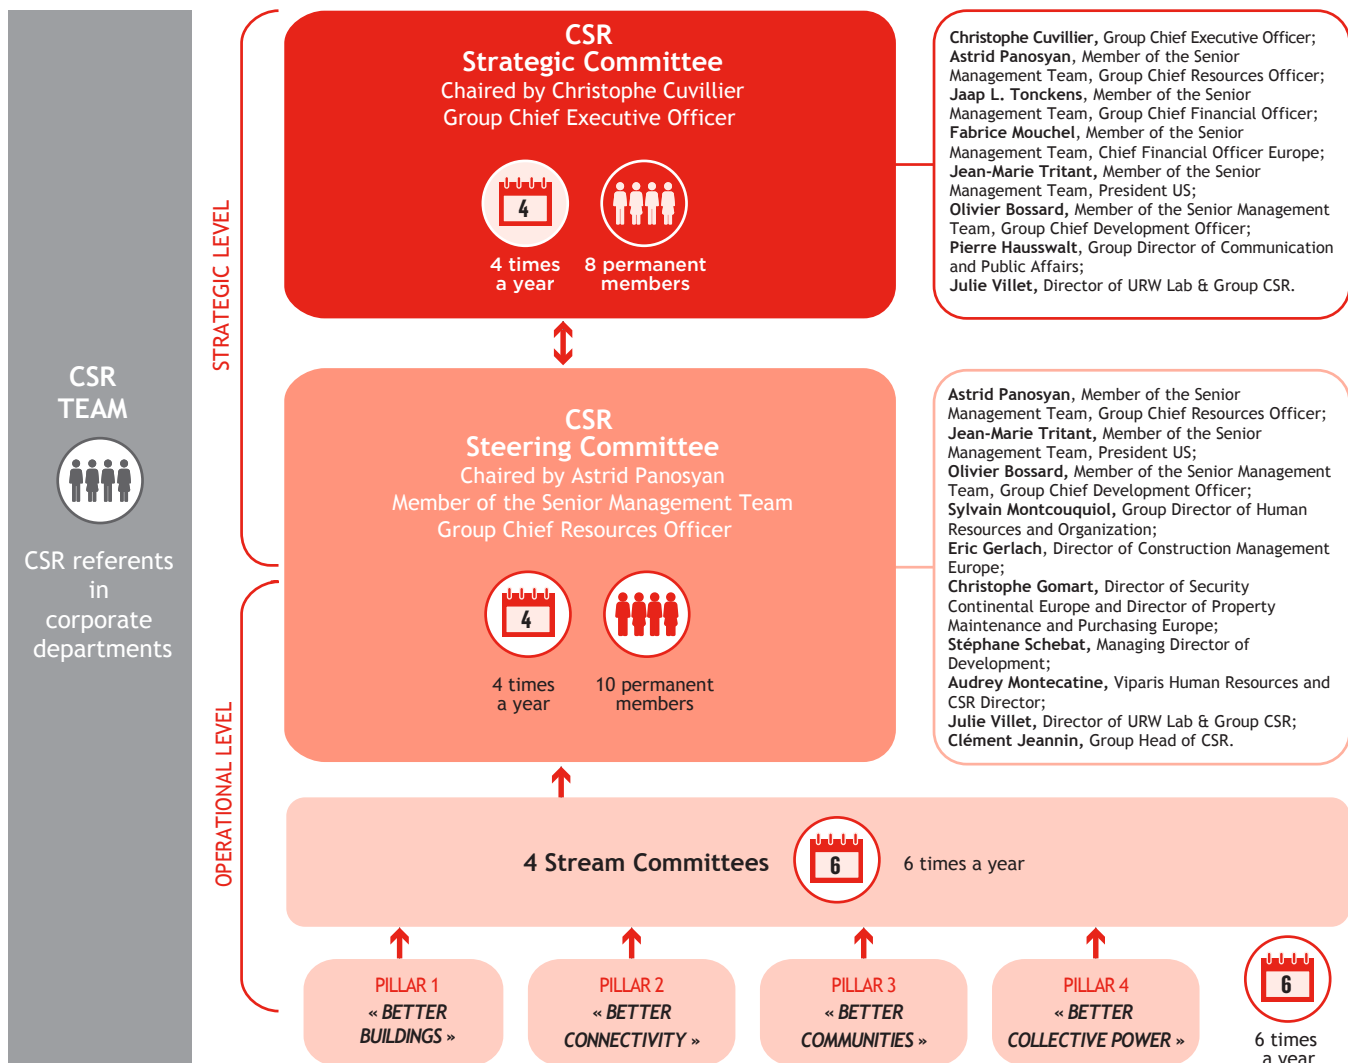 CSR
TEAM
CSR referents
in
corporate
departments
STRATEGIC LEVEL
OPERATIONAL LEVEL
CSR
Strategic Committee
Chaired by Christophe Cuvillier
Group Chief Executive Officer
4
4 times
a year
8 permanent
members
Christophe Cuvillier, Group Chief Executive Officer;
Astrid Panosyan, Member of the Senior
Management Team, Group Chief Resources Officer;
Jaap L. Tonckens, Member of the Senior
Management Team, Group Chief Financial Officer;
Fabrice Mouchel, Member of the Senior
Management Team, Chief Financial Officer Europe;
Jean-Marie Tritant, Member of the Senior
Management Team, President US;
Olivier Bossard, Member of the Senior Management
Team, Group Chief Development Officer;
Pierre Hausswalt, Group Director of Communication
and Public Affairs;
Julie Villet, Director of URW Lab & Group CSR.
CSR
Steering Committee
Chaired by Astrid Panosyan
Member of the Senior Management Team
Group Chief Resources Officer
4
4 times
a year
10 permanent
members
Astrid Panosyan, Member of the Senior
Management Team, Group Chief Resources Officer;
Jean-Marie Tritant, Member of the Senior
Management Team, President US;
Olivier Bossard, Member of the Senior Management
Team, Group Chief Development Officer;
Sylvain Montcouquiol, Group Director of Human
Resources and Organization;
Eric Gerlach, Director of Construction Management
Europe;
Christophe Gomart, Director of Security
Continental Europe and Director of Property
Maintenance and Purchasing Europe;
Stéphane Schebat, Managing Director of
Development;
Audrey Montecatine, Viparis Human Resources and
CSR Director;
Julie Villet, Director of URW Lab & Group CSR;
Clément Jeannin, Group Head of CSR.
4 Stream Committees
6
6 times a year
PILLAR 1
« BETTER
BUILDINGS »
PILLAR 2
« BETTER
CONNECTIVITY »
PILLAR 3
« BETTER
COMMUNITIES »
PILLAR 4
« BETTER
COLLECTIVE POWER »
6
6 times
a year